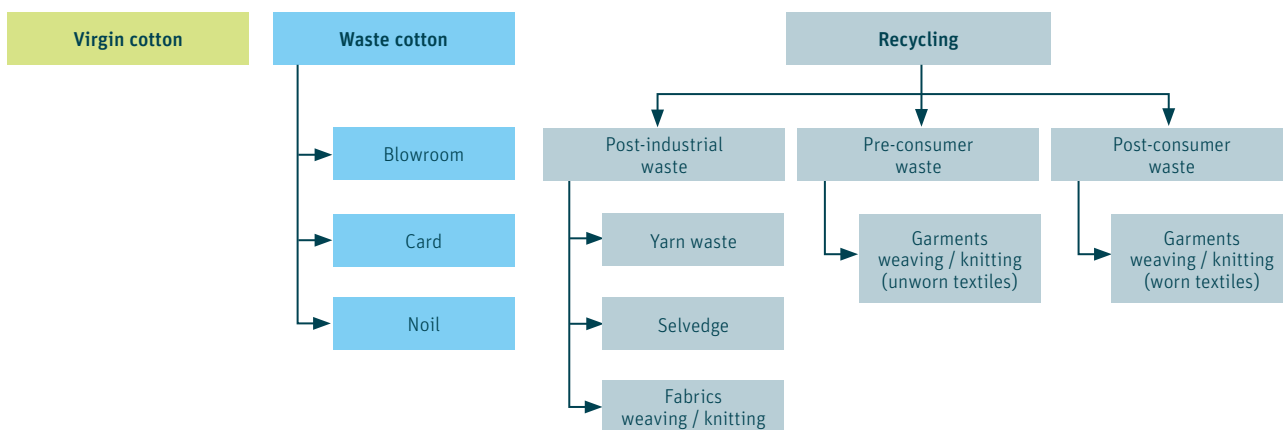 Virgin cotton
Waste cotton
Recycling
Blowroom
Card
Noil
Post-industrial
waste
Yarn waste
Selvedge
Fabrics
weaving / knitting
Pre-consumer
waste
Garments
weaving / knitting
(unworn textiles)
Post-consumer
waste
Garments
weaving / knitting
(worn textiles)